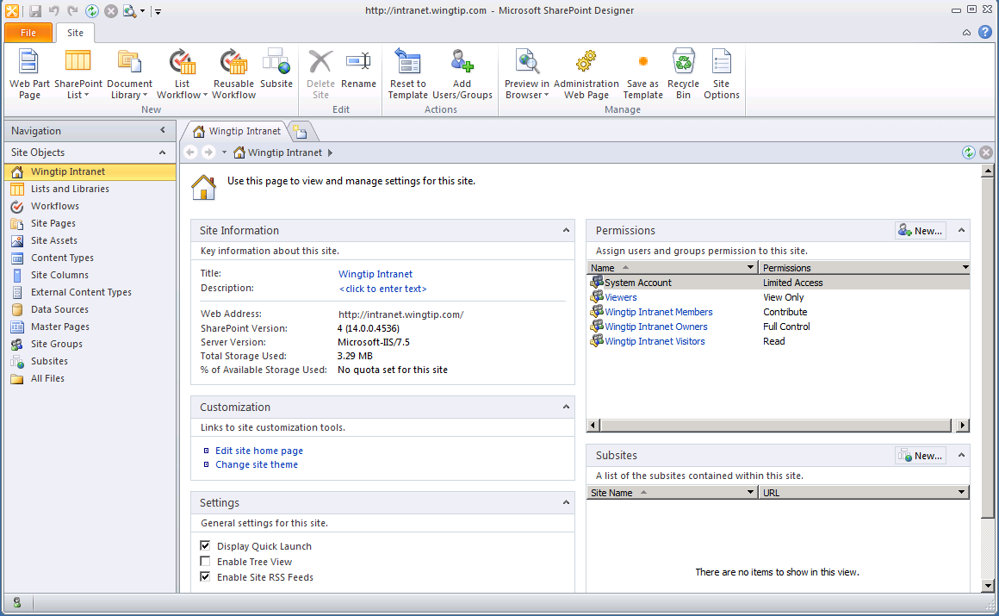 http://intranet.wingtip.com - Microsoft SharePoint Designer
File
Site
Web Part Page
SharePoint List
Document Library
List Workflow
Reusable Workflow
Subsite
Delete Site
Rename
Reset to Template
Add Users/Groups
Preview in Browser
Administration Web Page
Save as Template
Recycle Bin
Site Options
New
Edit
Actions
Manage
Navigation
Site Objects
Wingtip Intranet
Lists and Libraries
Workflows
Site Pages
Site Assets
Content Types
Site Columns
External Content Types
Data Sources
Master Pages
Site Groups
Subsites
All Files
Wingtip Intranet
Wingtip Intranet
Use this page to view and manage settings for this site.
Site Information
Key information about this site.
Title: Wingtip Intranet
Description: <click to enter text>
Web Address: http://intranet.wingtip.com/
SharePoint Version: 4 (14.0.0.4536)
Server Version: Microsoft-IIS/7.5
Total Storage Used: 3.29 MB
% of Available Storage Used: No quota set for this site
Customization
Links to site customization tools.
Edit site home page
Change site theme
Settings
General settings for this site.
Display Quick Launch
Enable Tree View
Enable Site RSS Feeds
Permissions
New...
Assign users and groups permission to this site.
Name Permissions
System Account Limited Access
Viewers View Only
Wingtip Intranet Members Contribute
Wingtip Intranet Owners Full Control
Wingtip Intranet Visitors Read
Subsites
New...
A list of the subsites contained within this site.
Site Name URL
There are no items to show in this view.